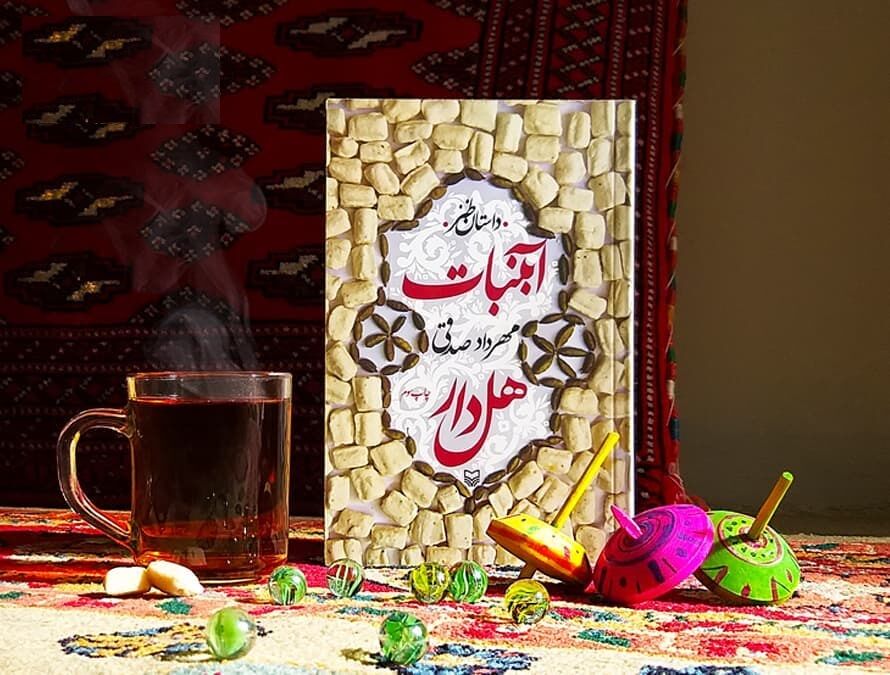 داستان طنز
آبنبات
مهرداد صدقی
هل‌دار
چاپ سوم